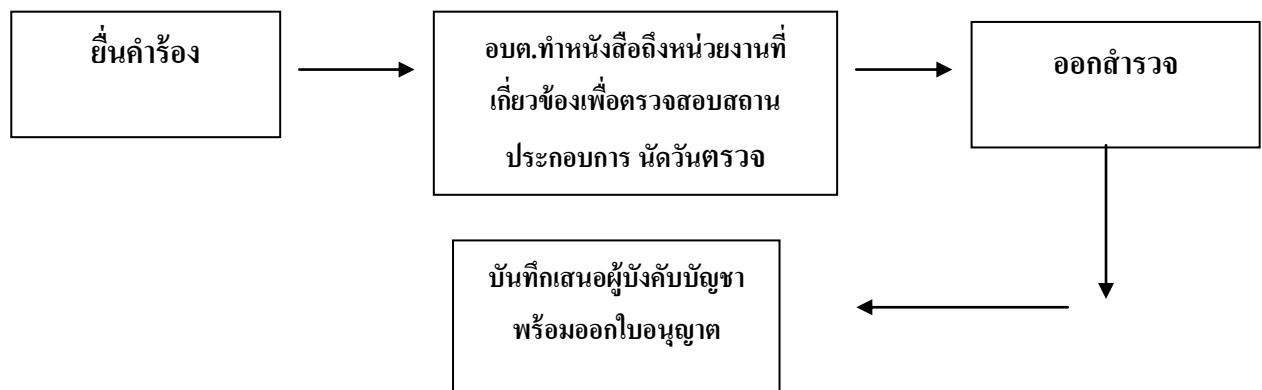 ยื่นคำร้อง
อบต.ทำหนังสือถึงหน่วยงานที่
เกี่ยวข้องเพื่อตรวจสอบสถาน
ประกอบการ นัดวันตรวจ
ออกสำรวจ
บันทึกเสนอผู้บังคับบัญชา
พร้อมออกใบอนุญาต